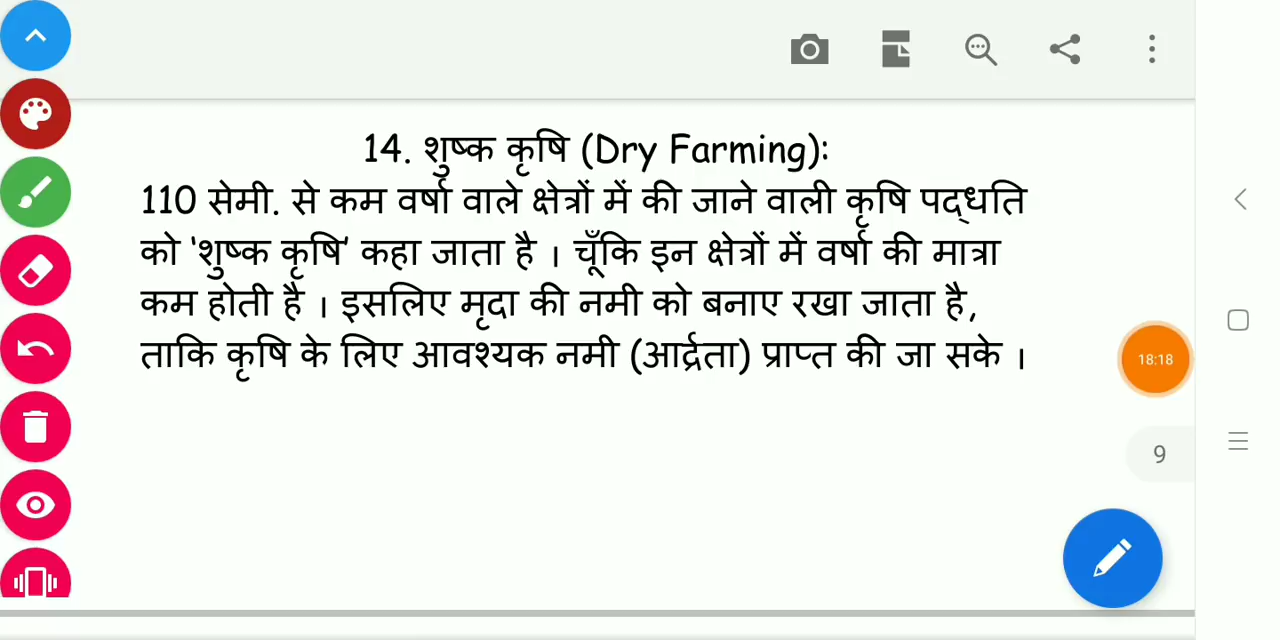 14. शुष्क कृषि (Dry Farming):
110 सेमी. से कम वर्षा वाले क्षेत्रों में की जाने वाली कृषि पद्धति
को 'शुष्क कृषि' कहा जाता है । चूँकि इन क्षेत्रों में वर्षा की मात्रा
कम होती है । इसलिए मृदा की नमी को बनाए रखा जाता है,
ताकि कृषि के लिए आवश्यक नमी (आर्द्रता) प्राप्त की जा सके ।
18:18
9